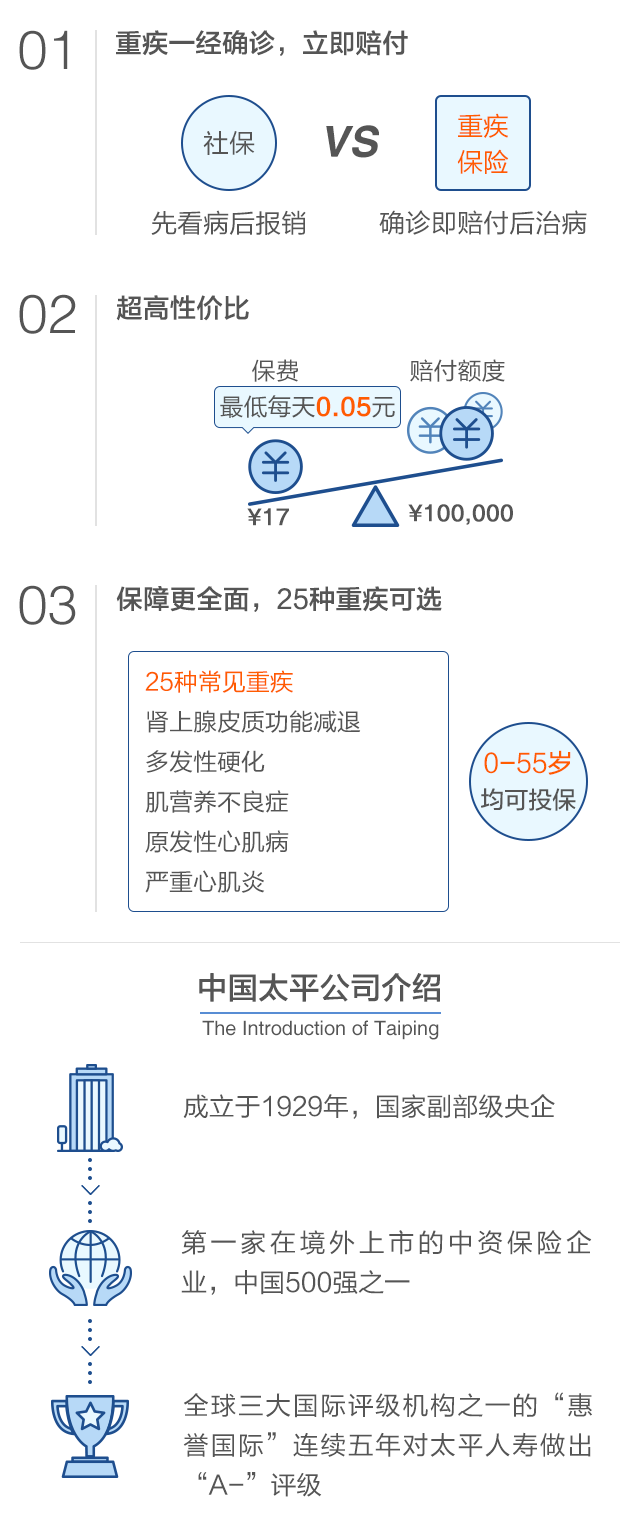 01
重疾一经确诊，立即赔付
社保
VS
重疾
保险
先看病后报销
确诊即赔付后治病
02
超高性价比
保费
赔付额度
最低每天0.05元
¥17
¥100,000
03
保障更全面，25种重疾可选
25种常见重疾
肾上腺皮质功能减退
多发性硬化
肌营养不良症
原发性心肌病
严重心肌炎
0-55岁
均可投保
中国太平公司介绍
The Introduction of Taiping
成立于1929年，国家副部级央企
第一家在境外上市的中资保险企
业，中国500强之一
全球三大国际评级机构之一的“惠
誉国际”连续五年对太平人寿做出
“A-”评级